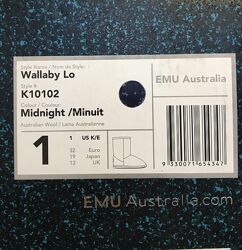 Style Name / Nom de Style:
Wallaby Lo
Style #:
K10102
EMU Australia
Colour / Couleur:
Midnight /Minuit
Australian Wool / Laine Australienne
1
1 US K/E
32 Euro
19 Japan
13 UK
9 330071 654347
EMU Australia.com